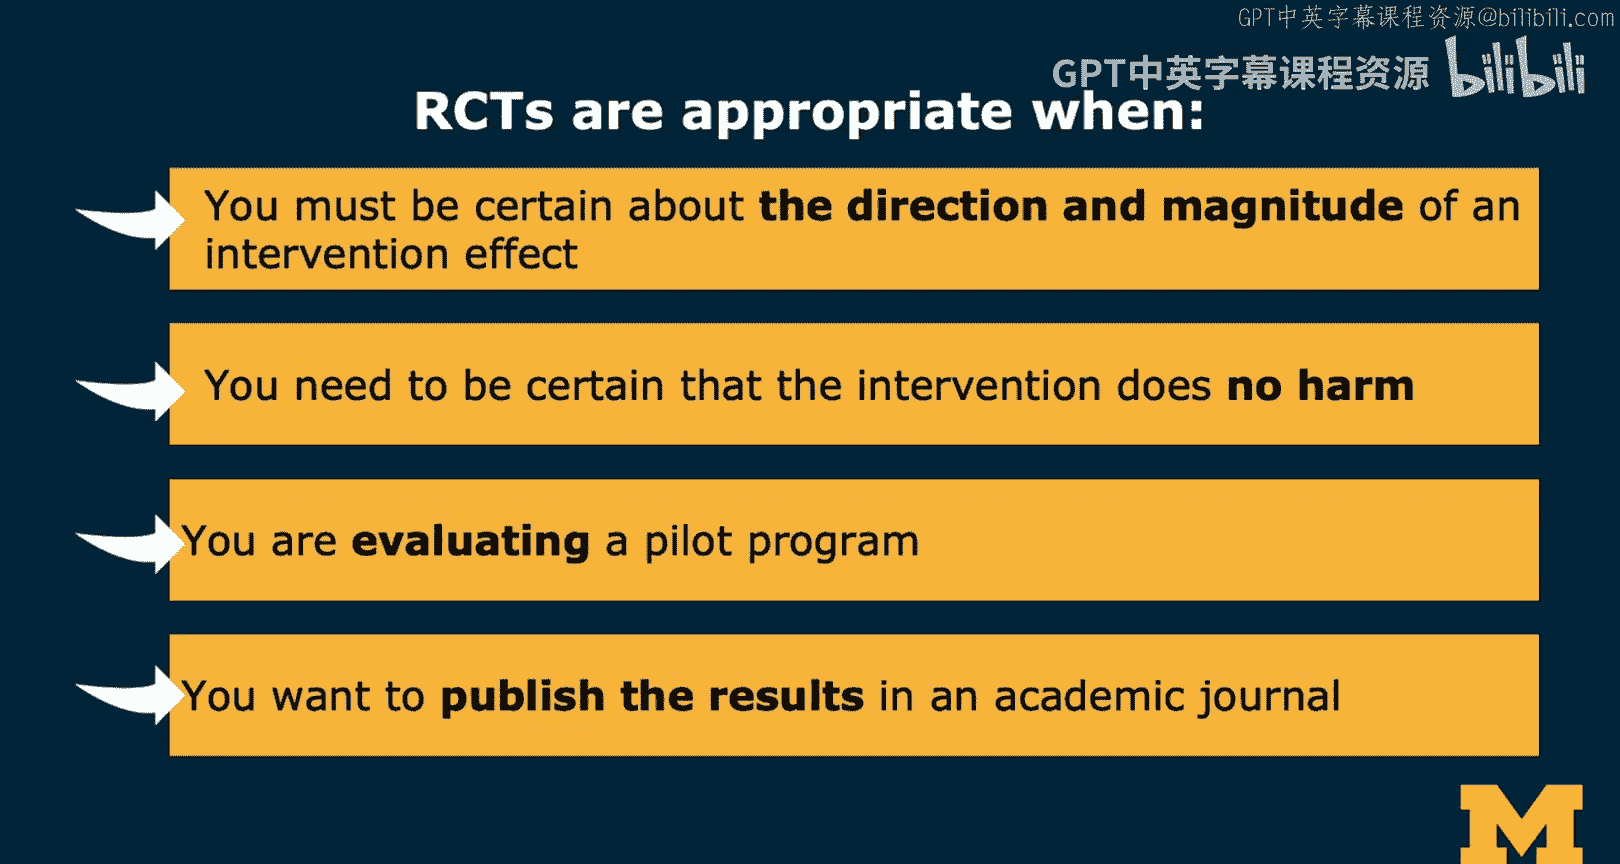 GPT中英字幕课程资源@bilibili.com
GPT中英字幕课程资源 bilibili
RCTs are appropriate when:
You must be certain about the direction and magnitude of an
intervention effect
You need to be certain that the intervention does no harm
You are evaluating a pilot program
You want to publish the results in an academic journal
M